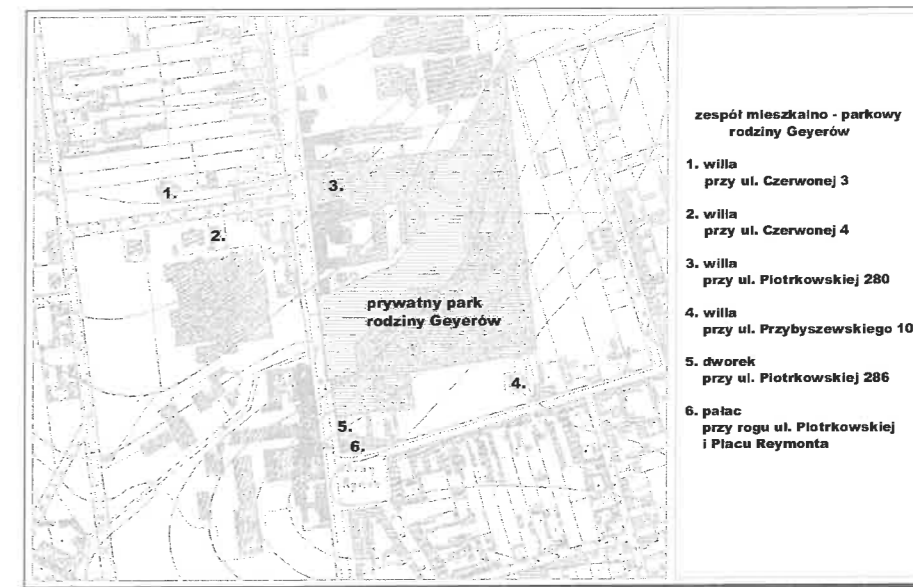 1.
2.
3.
prywatny park
rodziny Geyerów
4.
5.
6.
zespół mieszkalno - parkowy
rodziny Geyerów
1. willa
przy ul. Czerwonej 3
2. willa
przy ul. Czerwonej 4
3. willa
przy ul. Piotrkowskiej 280
4. willa
przy ul. Przybyszewskiego 10
5. dworek
przy ul. Piotrkowskiej 286
6. pałac
przy rogu ul. Piotrkowskiej
i Placu Reymonta